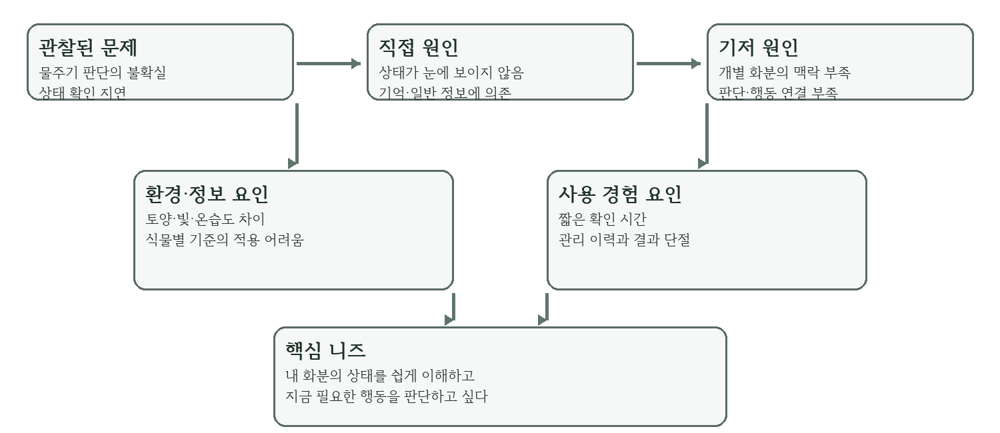 관찰된 문제
물주기 판단의 불확실
상태 확인 지연
직접 원인
상태가 눈에 보이지 않음
기억·일반 정보에 의존
기저 원인
개별 화분의 맥락 부족
판단·행동 연결 부족
환경·정보 요인
토양·빛·온습도 차이
식물별 기준의 적용 어려움
사용 경험 요인
짧은 확인 시간
관리 이력과 결과 단절
핵심 니즈
내 화분의 상태를 쉽게 이해하고
지금 필요한 행동을 판단하고 싶다